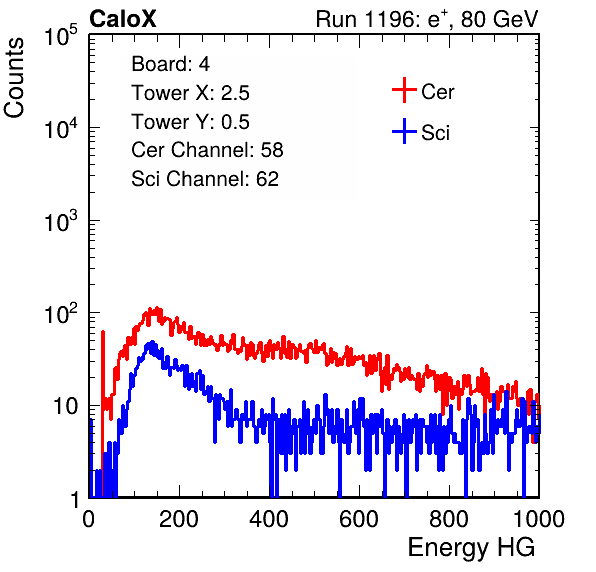 CaloX Run 1196: e⁺, 80 GeV
Counts
Board: 4
Tower X: 2.5
Tower Y: 0.5
Cer Channel: 58
Sci Channel: 62
Cer
Sci
10⁵
10⁴
10³
10²
10
1
0 200 400 600 800 1000
Energy HG